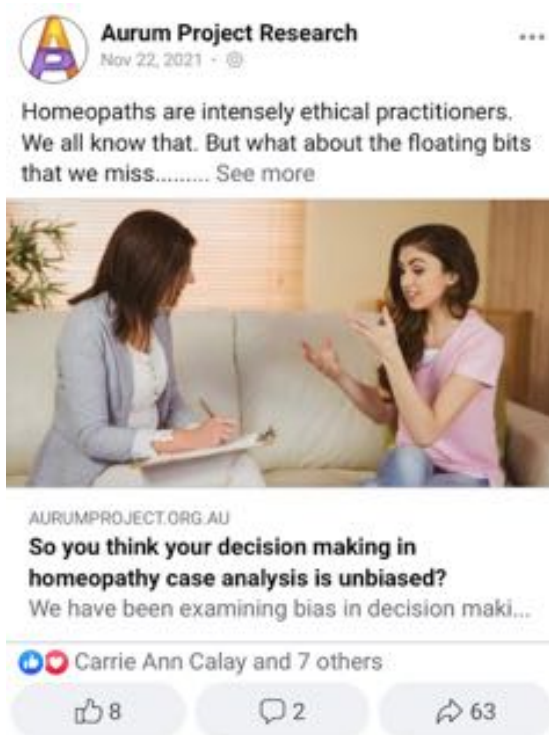 Aurum Project Research
Nov 22, 2021 ·
Homeopaths are intensely ethical practitioners.
We all know that. But what about the floating bits
that we miss......... See more
AURUMPROJECT.ORG.AU
So you think your decision making in
homeopathy case analysis is unbiased?
We have been examining bias in decision maki...
Carrie Ann Calay and 7 others
8
2
63